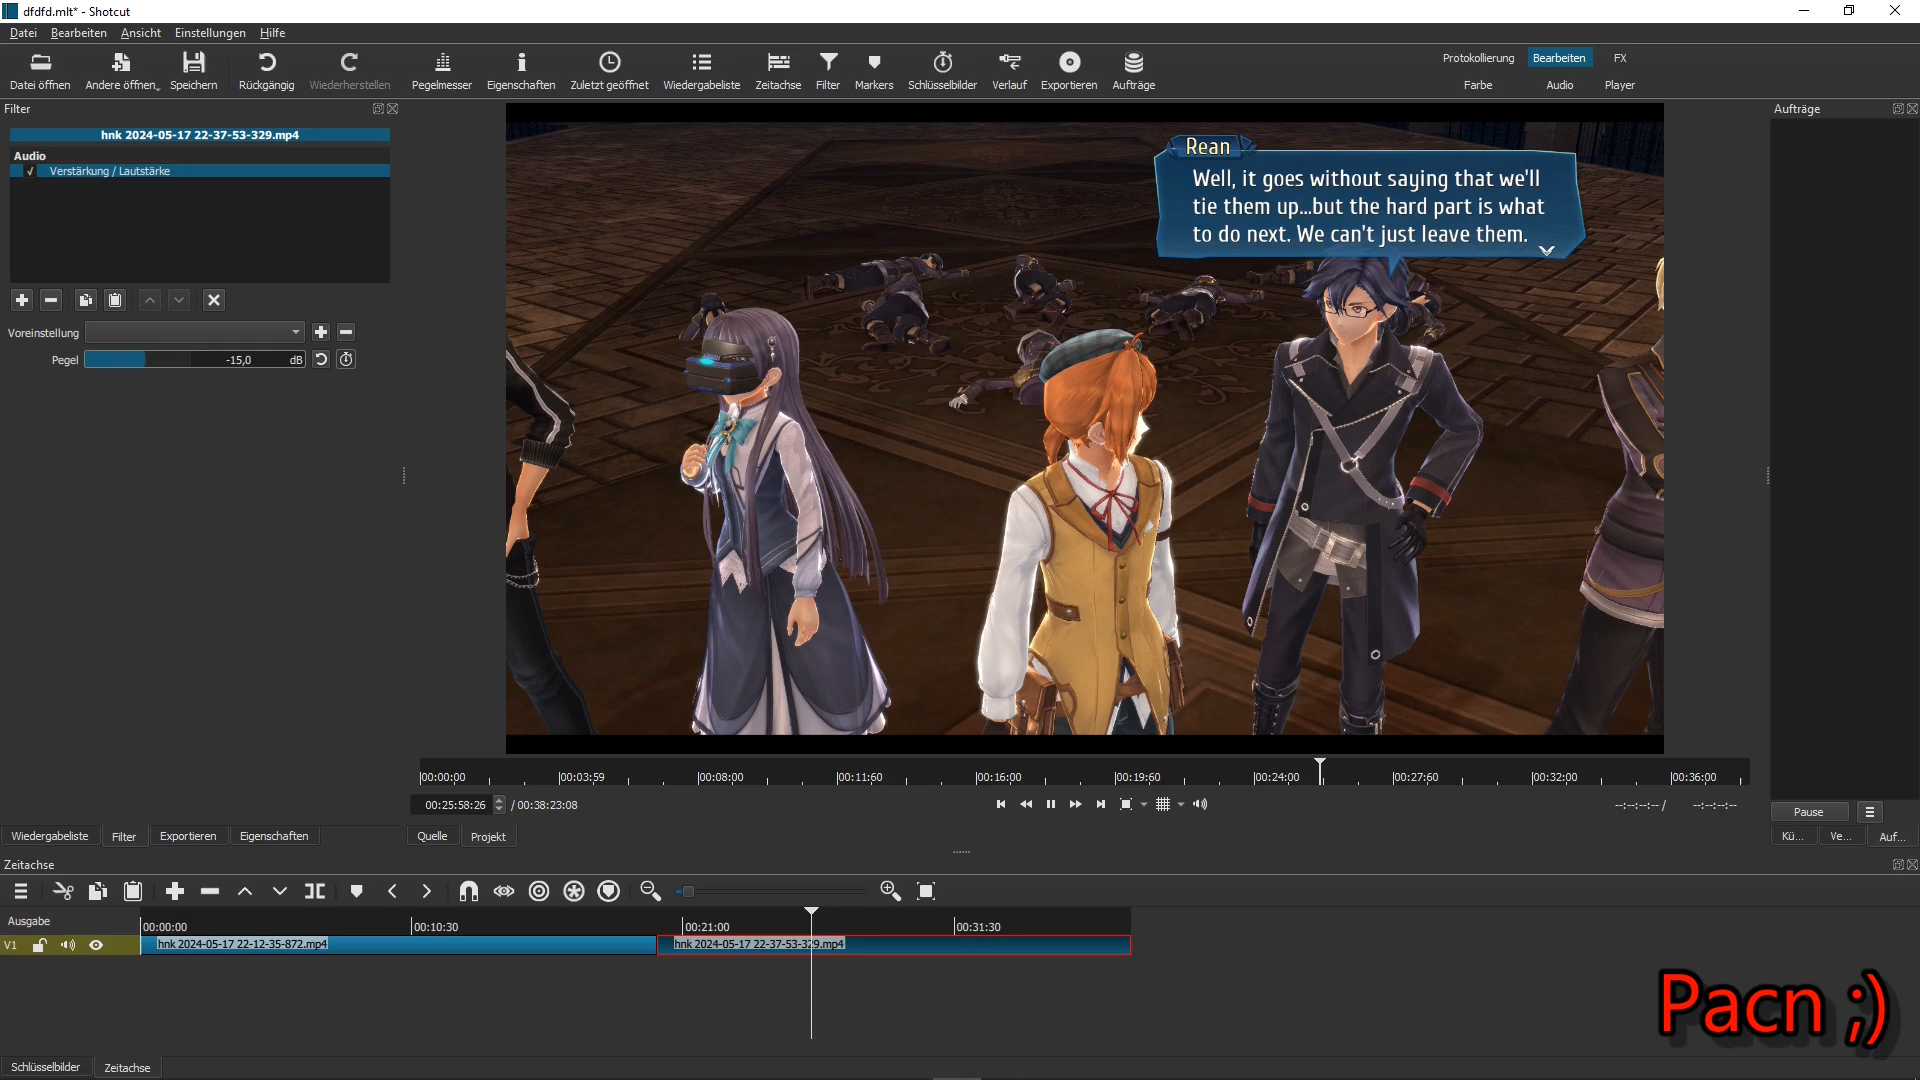 dfdfd.mlt* - Shotcut
Datei Bearbeiten Ansicht Einstellungen Hilfe
Datei öffnen Andere öffnen Speichern Rückgängig Wiederherstellen Pegelmesser Eigenschaften Zuletzt geöffnet Wiedergabeliste Zeitachse Filter Markers Schlüsselbilder Verlauf Exportieren Aufträge
Protokollierung Bearbeiten FX
Farbe Audio Player
Filter
Aufträge
hnk 2024-05-17 22-37-53-329.mp4
Audio
Verstärkung / Lautstärke
Voreinstellung
Pegel -15,0 dB
Rean
Well, it goes without saying that we'll
tie them up...but the hard part is what
to do next. We can't just leave them.
00:00:00 00:03:59 00:08:00 00:11:60 00:16:00 00:19:60 00:24:00 00:27:60 00:32:00 00:36:00
00:25:58:26 / 00:38:23:08
--:--:--:-- / --:--:--:--
Pause
Wiedergabeliste Filter Exportieren Eigenschaften
Quelle Projekt
Kü... Ve... Auf...
Zeitachse
Ausgabe
00:00:00 00:10:30 00:21:00 00:31:30
V1
hnk 2024-05-17 22-12-35-872.mp4 hnk 2024-05-17 22-37-53-329.mp4
Pacn ;)
Schlüsselbilder Zeitachse